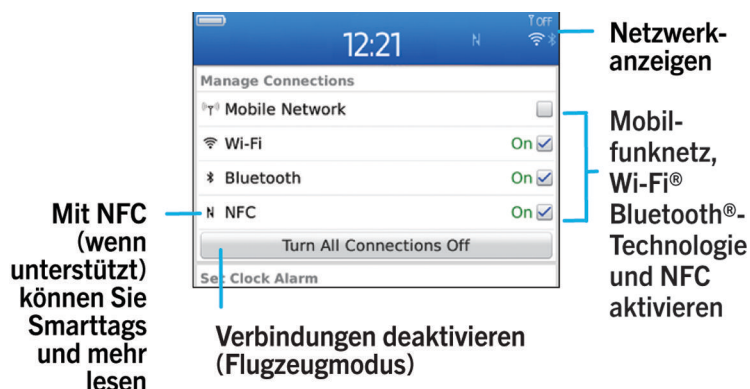 OFF
12:21
Netzwerk-
anzeigen
Manage Connections
Mobile Network
Wi-Fi On
Bluetooth On
NFC On
Turn All Connections Off
Set Clock Alarm
Mobil-
funknetz,
Wi-Fi®
Bluetooth®-
Technologie
und NFC
aktivieren
Mit NFC
(wenn
unterstützt)
können Sie
Smarttags
und mehr
lesen
Verbindungen deaktivieren
(Flugzeugmodus)